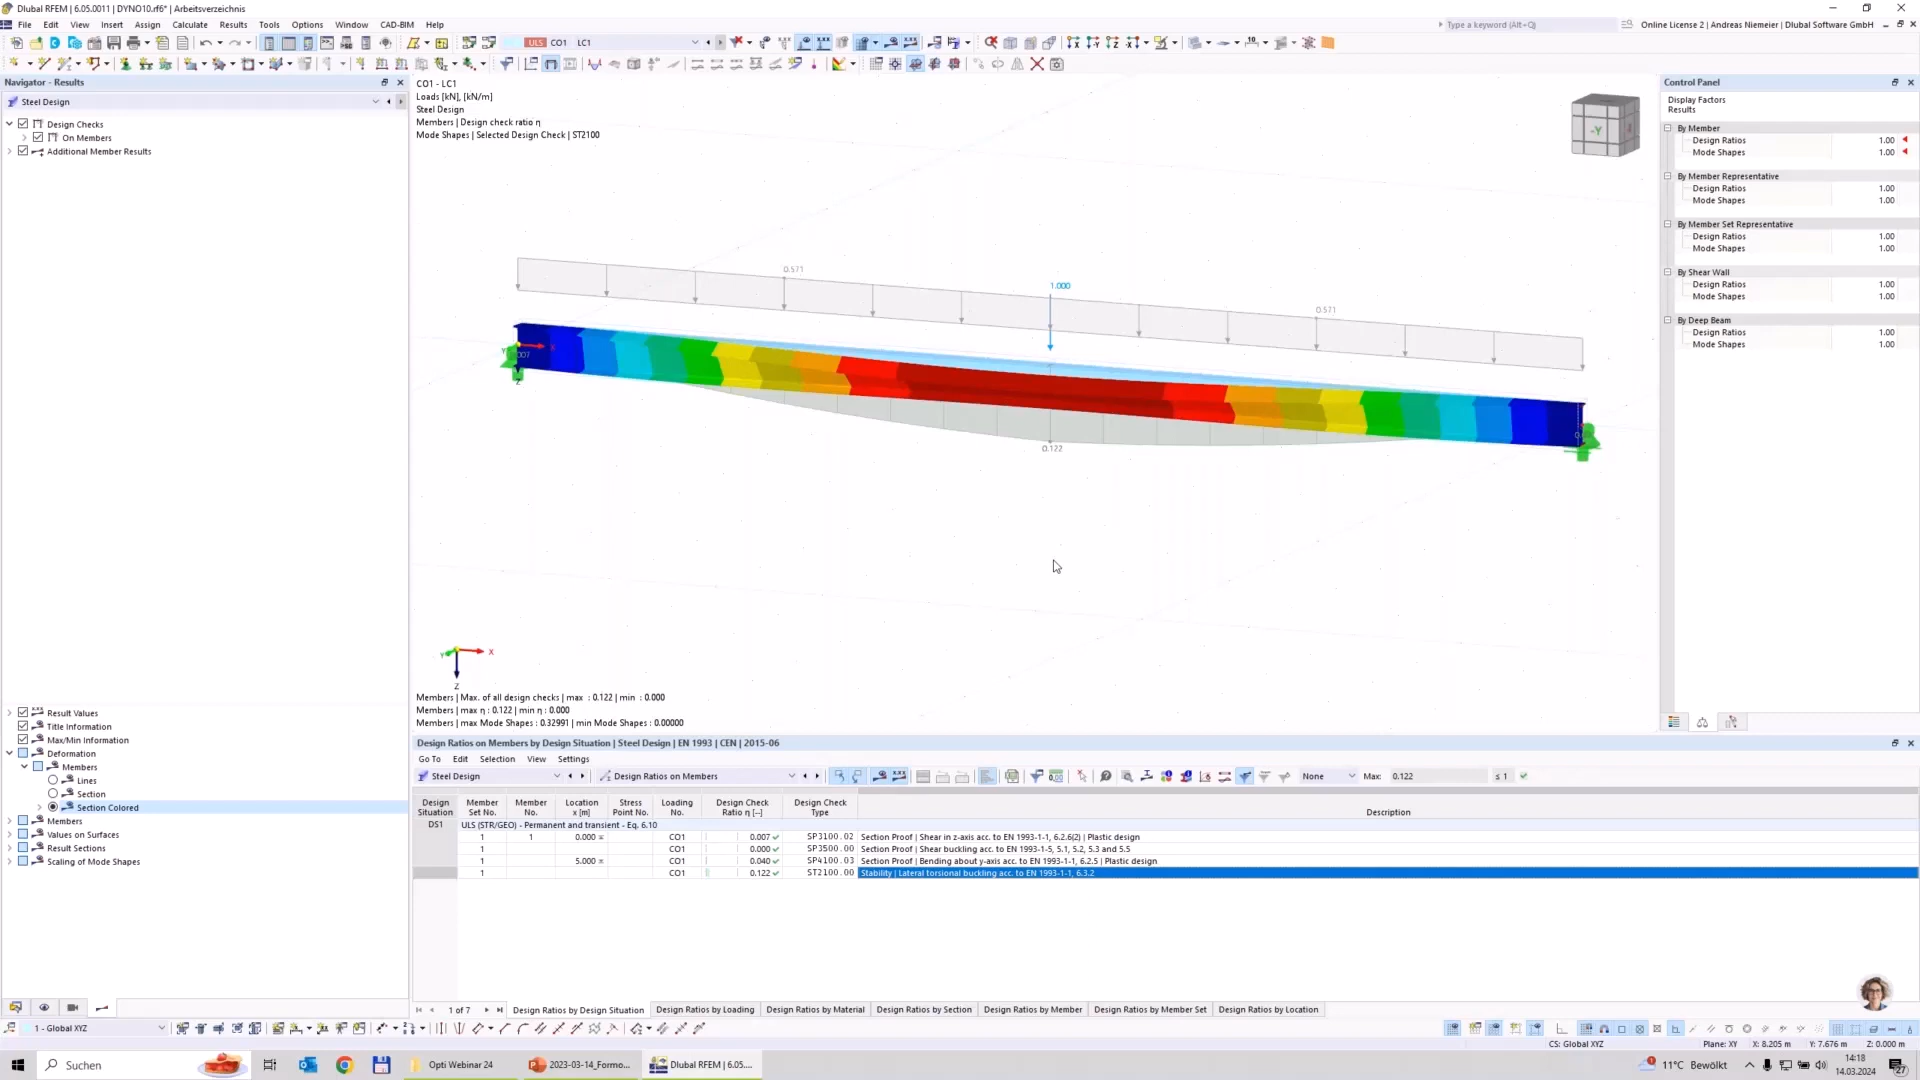 Dlubal RFEM | 6.05.0011 | DYNO10.rf6* | Arbeitsverzeichnis
File Edit View Insert Assign Calculate Results Tools Options Window CAD-BIM Help
Type a keyword (Alt+Q)
Online License 2 | Andreas Niemeier | Dlubal Software GmbH
ULS CO1 LC1
Navigator - Results
Steel Design
Design Checks
On Members
Additional Member Results
CO1 - LC1
Loads [kN], [kN/m]
Steel Design
Members | Design check ratio η
Mode Shapes | Selected Design Check | ST2100
0.571
1.000
0.571
0.122
X
Z
-Y
Y X
Z
Members | Max. of all design checks | max : 0.122 | min : 0.000
Members | max η : 0.122 | min η : 0.000
Members | max Mode Shapes : 0.32991 | min Mode Shapes : 0.00000
Control Panel
Display Factors
Results
By Member
Design Ratios 1.00
Mode Shapes 1.00
By Member Representative
Design Ratios 1.00
Mode Shapes 1.00
By Member Set Representative
Design Ratios 1.00
Mode Shapes 1.00
By Shear Wall
Design Ratios 1.00
Mode Shapes 1.00
By Deep Beam
Design Ratios 1.00
Mode Shapes 1.00
Result Values
Title Information
Max/Min Information
Deformation
Members
Lines
Section
Section Colored
Members
Values on Surfaces
Result Sections
Scaling of Mode Shapes
Design Ratios on Members by Design Situation | Steel Design | EN 1993 | CEN | 2015-06
Go To Edit Selection View Settings
Steel Design Design Ratios on Members None Max: 0.122 ≤ 1
Design Situation Member Set No. Member No. Location x [m] Stress Point No. Loading No. Design Check Ratio η [--] Design Check Type Description
DS1 ULS (STR/GEO) - Permanent and transient - Eq. 6.10
1 1 0.000 CO1 0.007 SP3100.02 Section Proof | Shear in z-axis acc. to EN 1993-1-1, 6.2.6(2) | Plastic design
1 CO1 0.000 SP3500.00 Section Proof | Shear buckling acc. to EN 1993-1-5, 5.1, 5.2, 5.3 and 5.5
1 5.000 CO1 0.040 SP4100.03 Section Proof | Bending about y-axis acc. to EN 1993-1-1, 6.2.5 | Plastic design
1 CO1 0.122 ST2100.00 Stability | Lateral torsional buckling acc. to EN 1993-1-1, 6.3.2
1 of 7 Design Ratios by Design Situation Design Ratios by Loading Design Ratios by Material Design Ratios by Section Design Ratios by Member Design Ratios by Member Set Design Ratios by Location
1 - Global XYZ
CS: Global XYZ Plane: XY X: 8.205 m Y: 7.676 m Z: 0.000 m
Suchen
Opti Webinar 24
2023-03-14_Formo...
Dlubal RFEM | 6.05....
11°C Bewölkt
14:18
14.03.2024
27